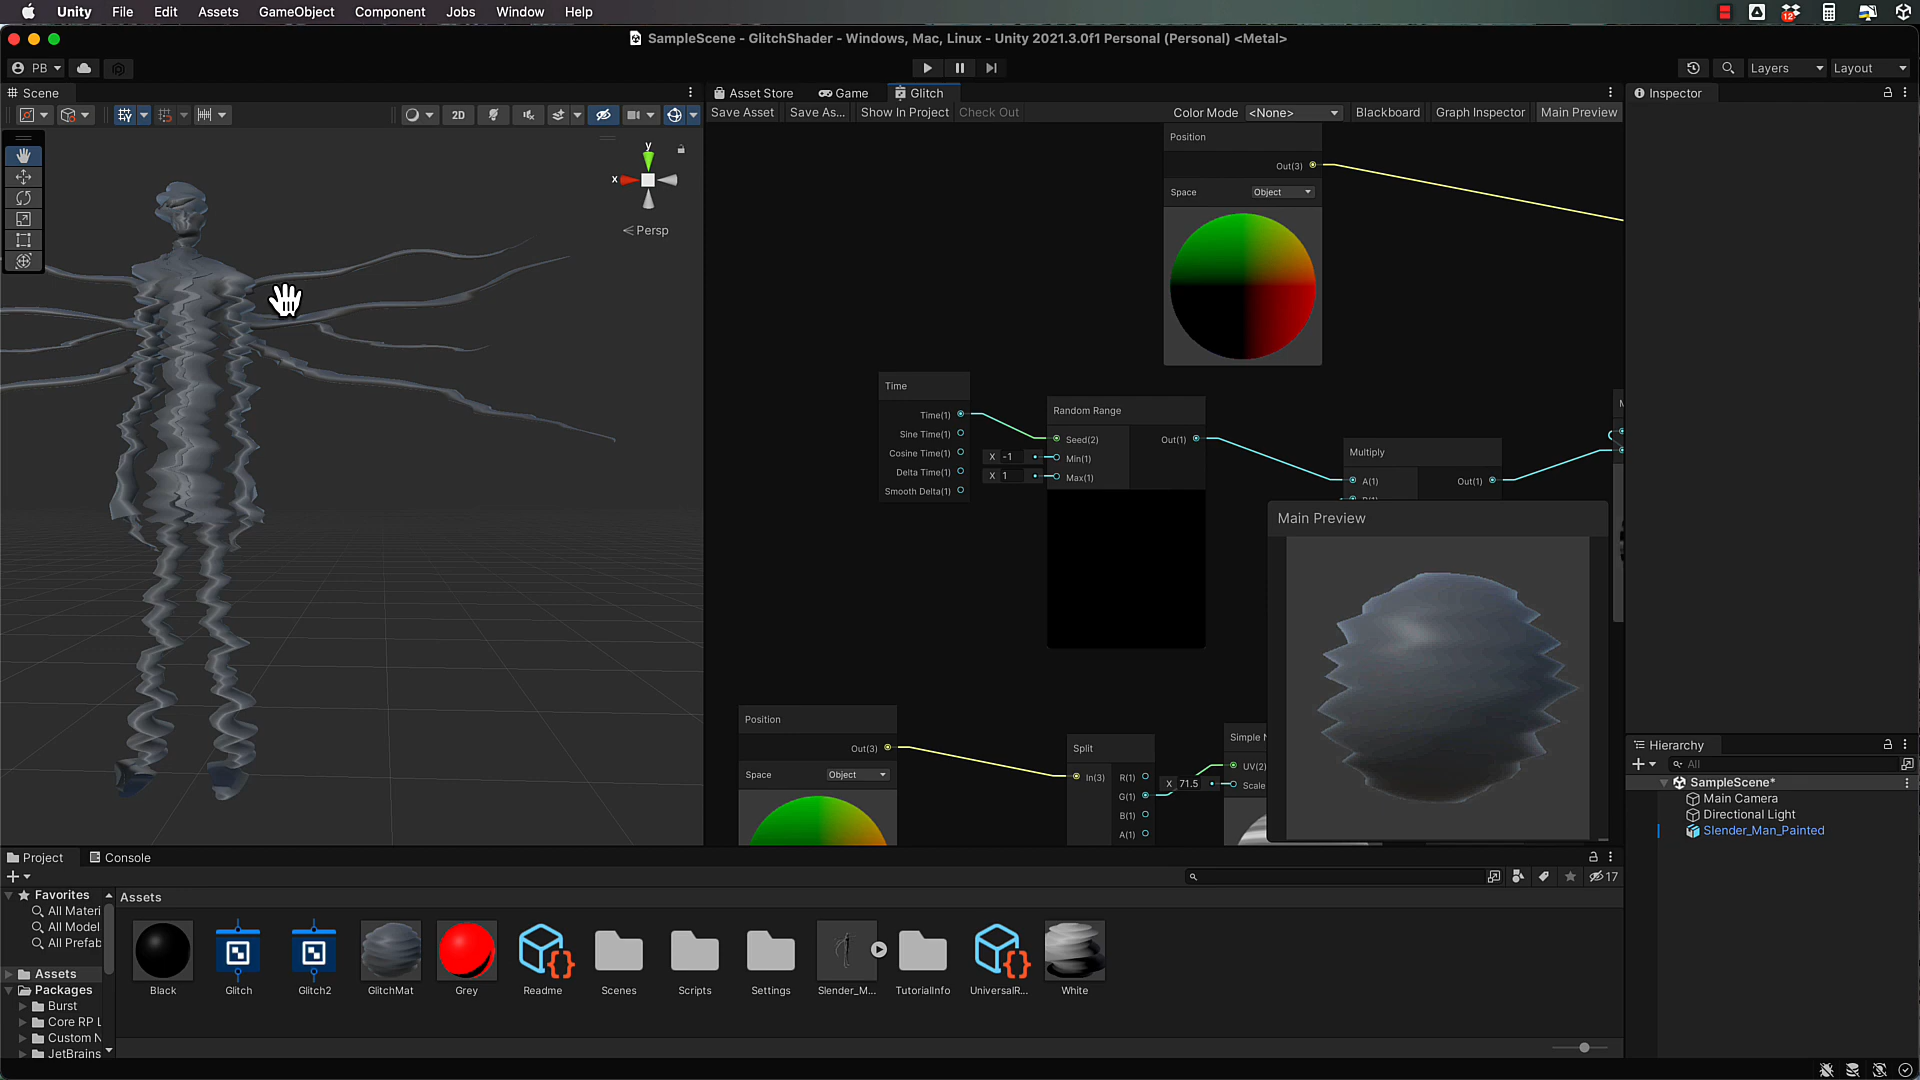 Unity File Edit Assets GameObject Component Jobs Window Help
12
SampleScene - GlitchShader - Windows, Mac, Linux - Unity 2021.3.0f1 Personal (Personal) <Metal>
PB
Layers
Layout
Scene
Asset Store
Game
Glitch
Inspector
Save Asset
Save As...
Show In Project
Check Out
Color Mode
<None>
Blackboard
Graph Inspector
Main Preview
2D
y
x
Persp
Position
Out(3)
Space
Object
Time
Time(1)
Sine Time(1)
Cosine Time(1)
Delta Time(1)
Smooth Delta(1)
X -1
X 1
Random Range
Seed(2)
Min(1)
Max(1)
Out(1)
Multiply
A(1)
Out(1)
Main Preview
Position
Out(3)
Space
Object
Split
In(3)
R(1)
G(1)
B(1)
A(1)
X 71.5
Simple N
UV(2)
Scale
Hierarchy
All
SampleScene*
Main Camera
Directional Light
Slender_Man_Painted
Project
Console
17
Favorites
All Materi
All Model
All Prefab
Assets
Packages
Burst
Core RP L
Custom N
JetBrains
Assets
Black
Glitch
Glitch2
GlitchMat
Grey
Readme
Scenes
Scripts
Settings
Slender_M...
TutorialInfo
UniversalR...
White